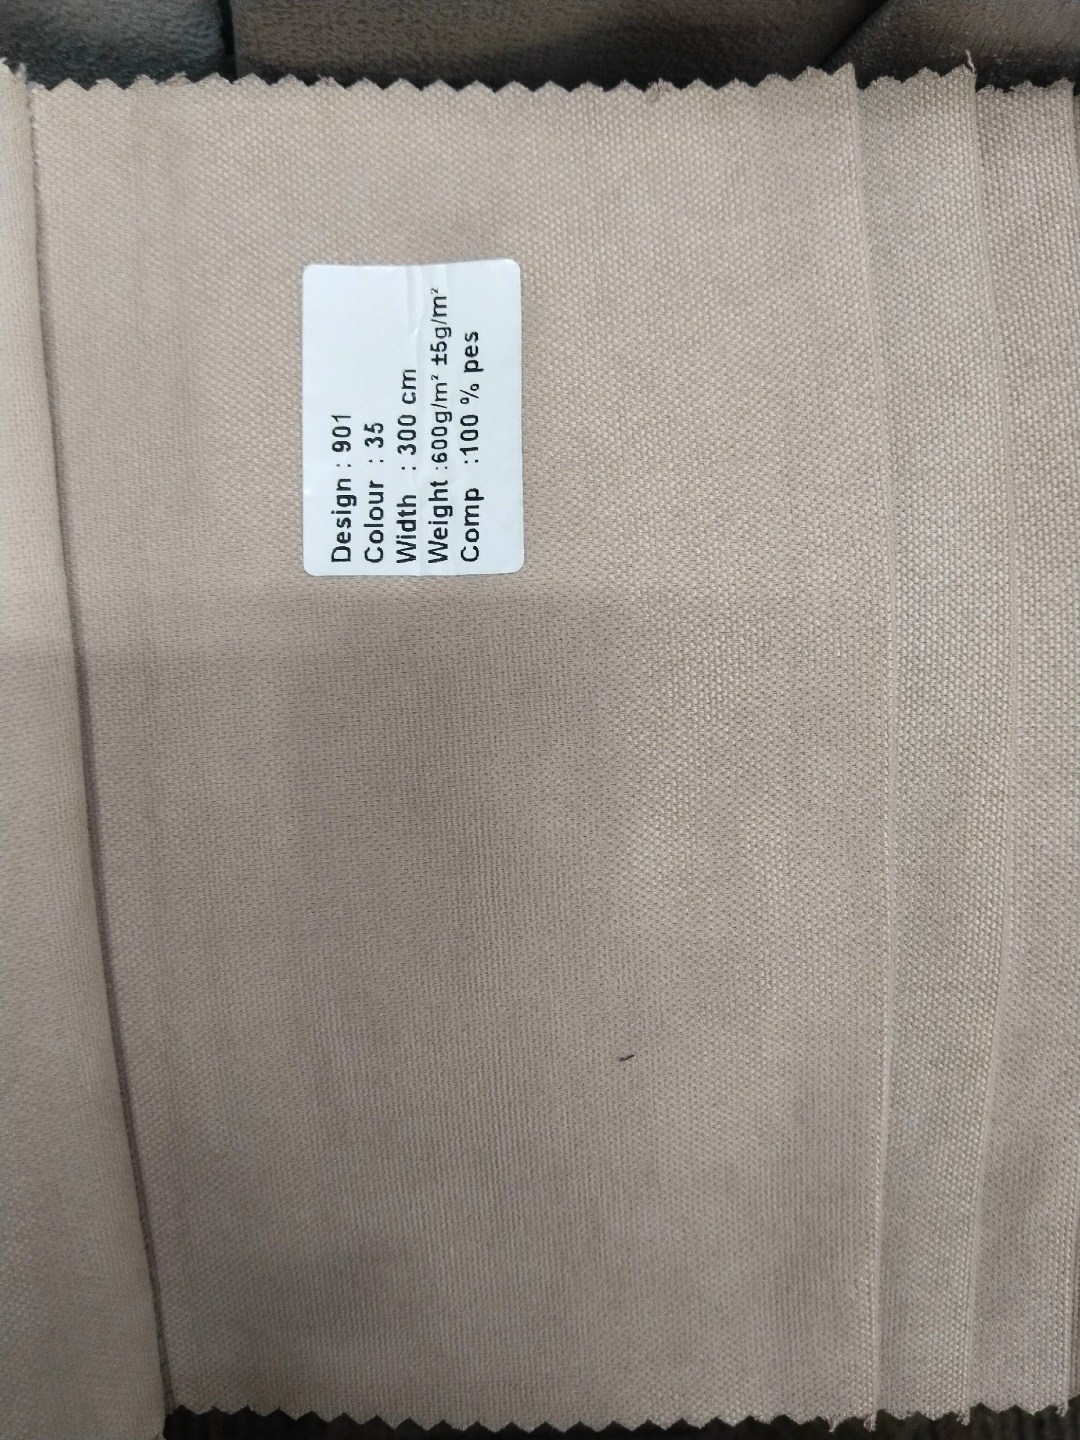 Design : 901
Colour : 35
Width : 300 cm
Weight :600g/m² ±5g/m²
Comp :100 % pes